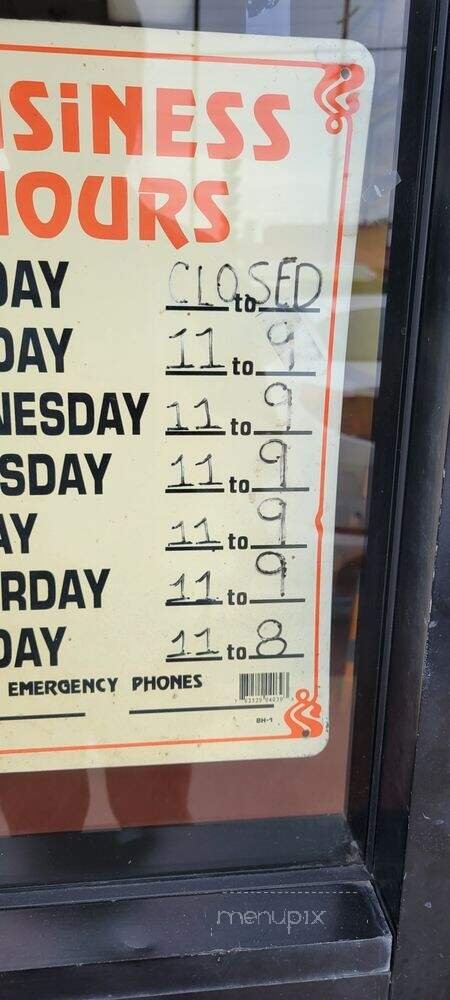 SiNESS
OURS
DAY CLOSED to
DAY 11 to 9
NESDAY 11 to 9
SDAY 11 to 9
AY 11 to 9
RDAY 11 to 9
DAY 11 to 8
EMERGENCY PHONES
BH-1
menupix